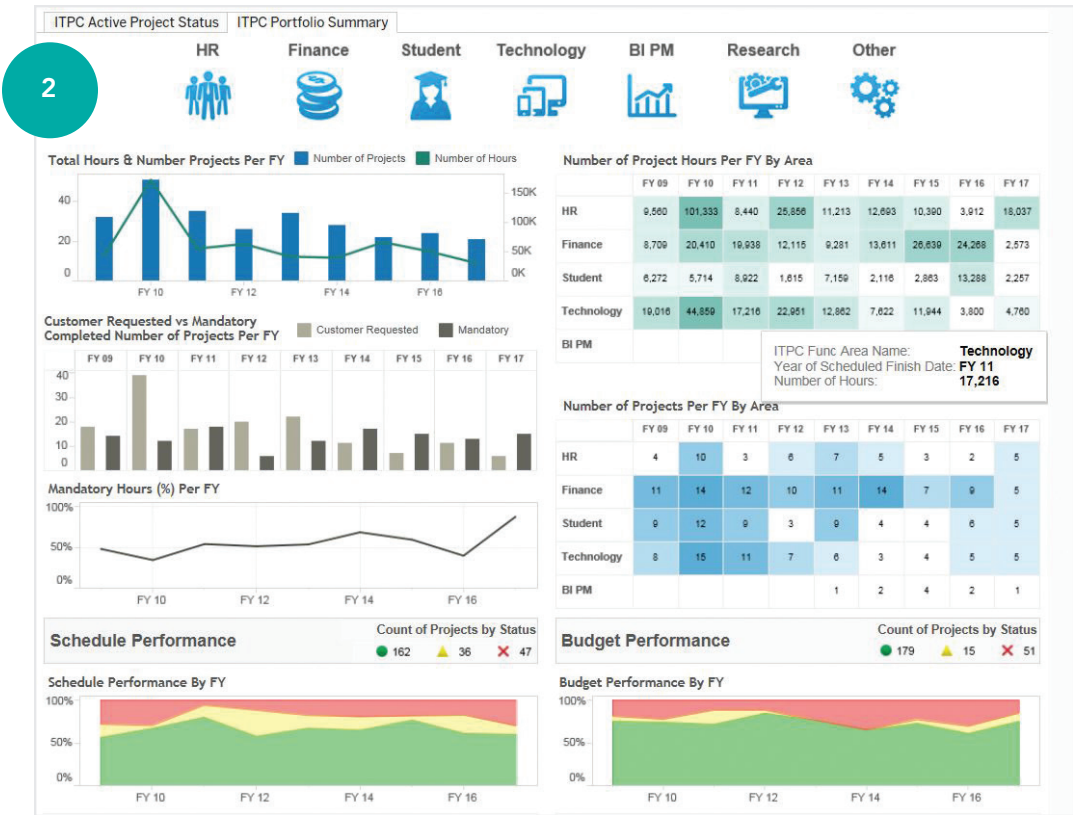 ITPC Active Project Status ITPC Portfolio Summary
2
HR Finance Student Technology BI PM Research Other
Total Hours & Number Projects Per FY Number of Projects Number of Hours
40
20
0
150K
100K
50K
0K
FY 10 FY 12 FY 14 FY 16
Customer Requested vs Mandatory
Completed Number of Projects Per FY Customer Requested Mandatory
FY 09 FY 10 FY 11 FY 12 FY 13 FY 14 FY 15 FY 16 FY 17
40
30
20
10
0
Mandatory Hours (%) Per FY
100%
50%
0%
FY 10 FY 12 FY 14 FY 16
Schedule Performance Count of Projects by Status
162 36 47
Schedule Performance By FY
100%
50%
0%
FY 10 FY 12 FY 14 FY 16
Number of Project Hours Per FY By Area
FY 09 FY 10 FY 11 FY 12 FY 13 FY 14 FY 15 FY 16 FY 17
HR 9,560 101,333 8,440 25,856 11,213 12,693 10,390 3,912 18,037
Finance 8,709 20,410 19,938 12,115 9,281 13,611 26,639 24,268 2,573
Student 6,272 5,714 8,922 1,615 7,159 2,116 2,863 13,288 2,257
Technology 19,016 44,859 17,216 22,951 12,862 7,622 11,944 3,800 4,760
BI PM
ITPC Func Area Name: Technology
Year of Scheduled Finish Date: FY 11
Number of Hours: 17,216
Number of Projects Per FY By Area
FY 09 FY 10 FY 11 FY 12 FY 13 FY 14 FY 15 FY 16 FY 17
HR 4 10 3 6 7 5 3 2 5
Finance 11 14 12 10 11 14 7 9 5
Student 9 12 9 3 9 4 4 6 5
Technology 8 15 11 7 6 3 4 5 5
BI PM 1 2 4 2 1
Budget Performance Count of Projects by Status
179 15 51
Budget Performance By FY
100%
50%
0%
FY 10 FY 12 FY 14 FY 16